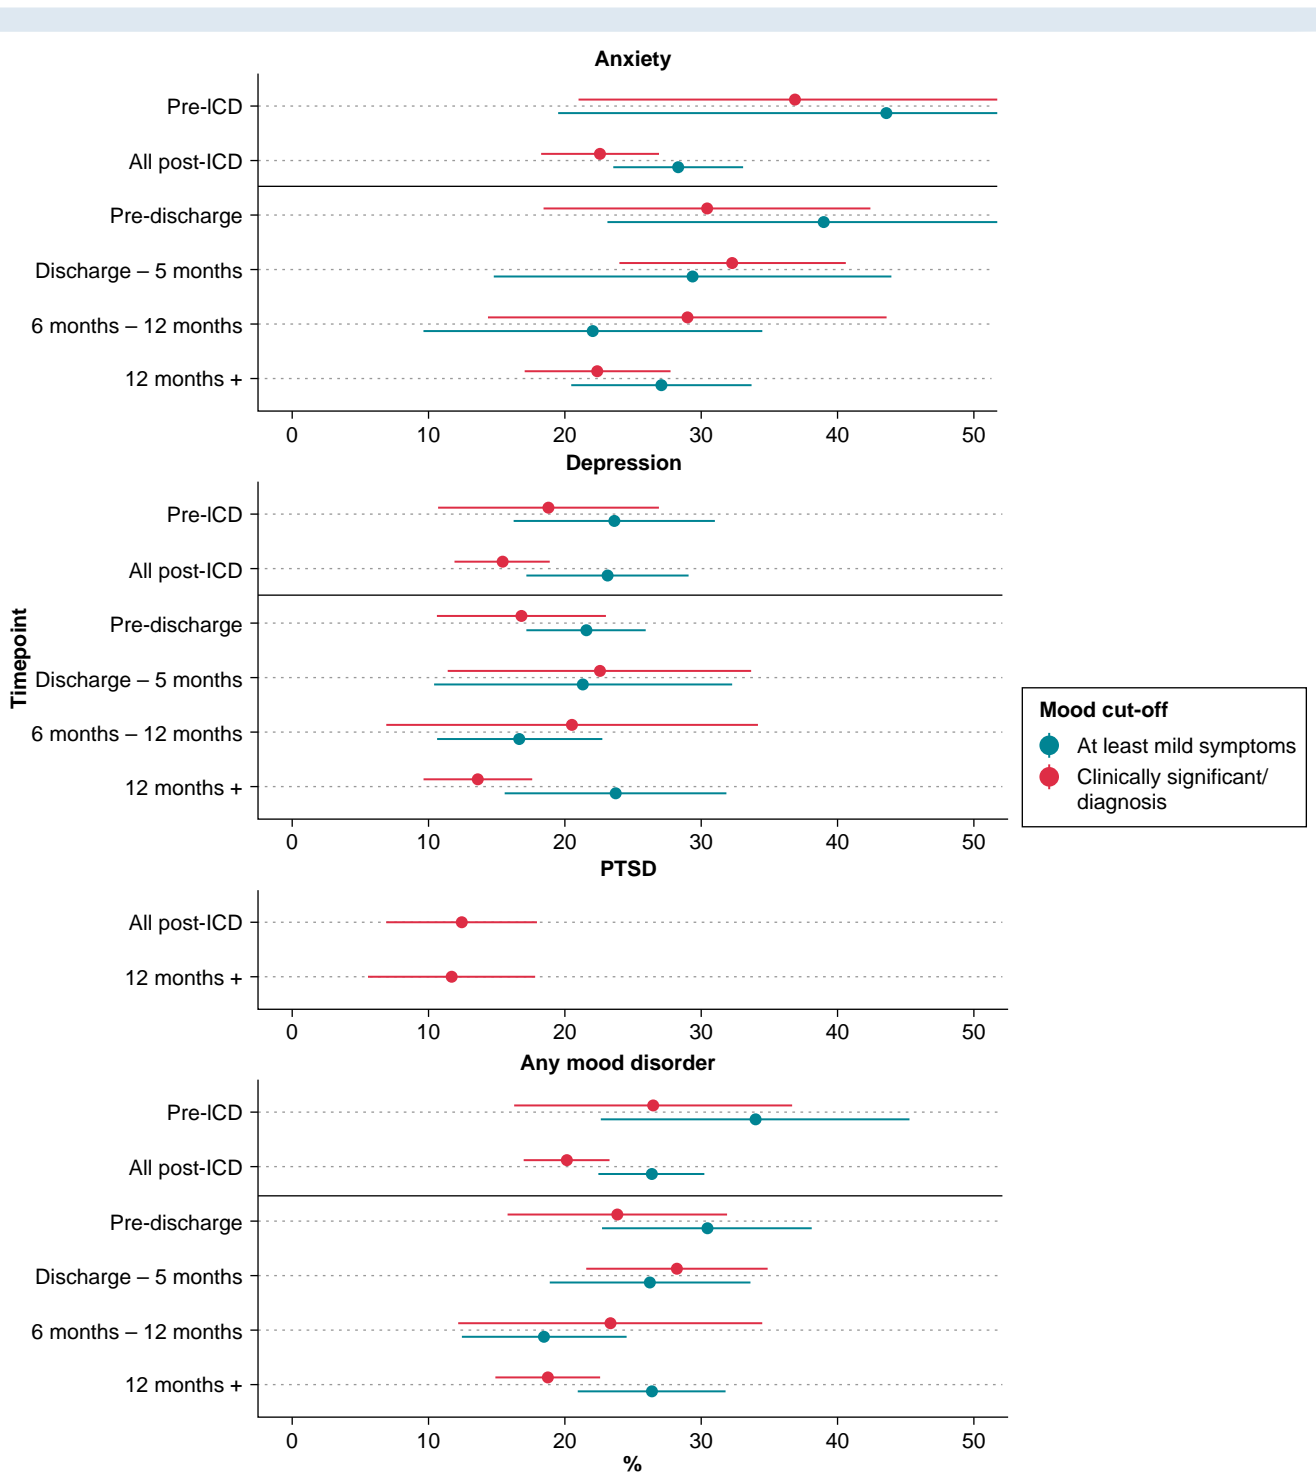 Anxiety
Pre-ICD
All post-ICD
Pre-discharge
Discharge – 5 months
6 months – 12 months
12 months +
0 10 20 30 40 50
Depression
Pre-ICD
All post-ICD
Pre-discharge
Discharge – 5 months
6 months – 12 months
12 months +
0 10 20 30 40 50
Timepoint
Mood cut-off
At least mild symptoms
Clinically significant/
diagnosis
PTSD
All post-ICD
12 months +
0 10 20 30 40 50
Any mood disorder
Pre-ICD
All post-ICD
Pre-discharge
Discharge – 5 months
6 months – 12 months
12 months +
0 10 20 30 40 50
%